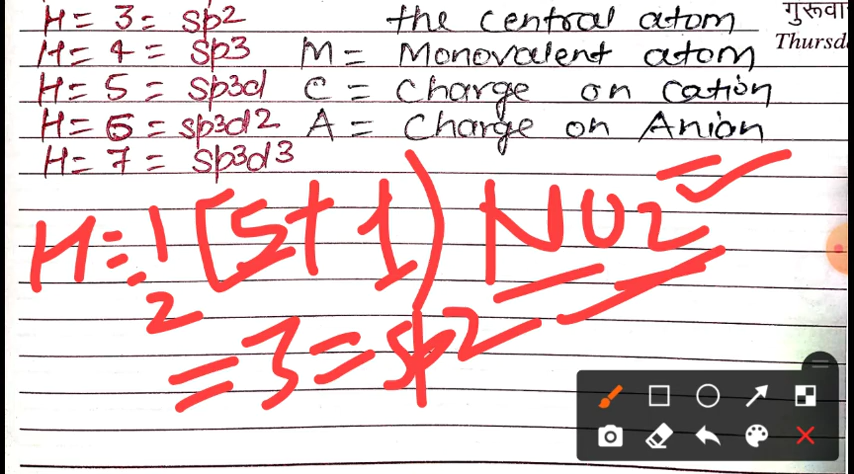 H = 3 = sp2 the central atom गुरूवा
H = 4 = sp3 M = Monovalent atom Thursd
H = 5 = sp3d C = Charge on cation
H = 6 = sp3d2 A = Charge on Anion
H = 7 = sp3d3
H = 1/2 (5+1) NO2
= 3 = sp2